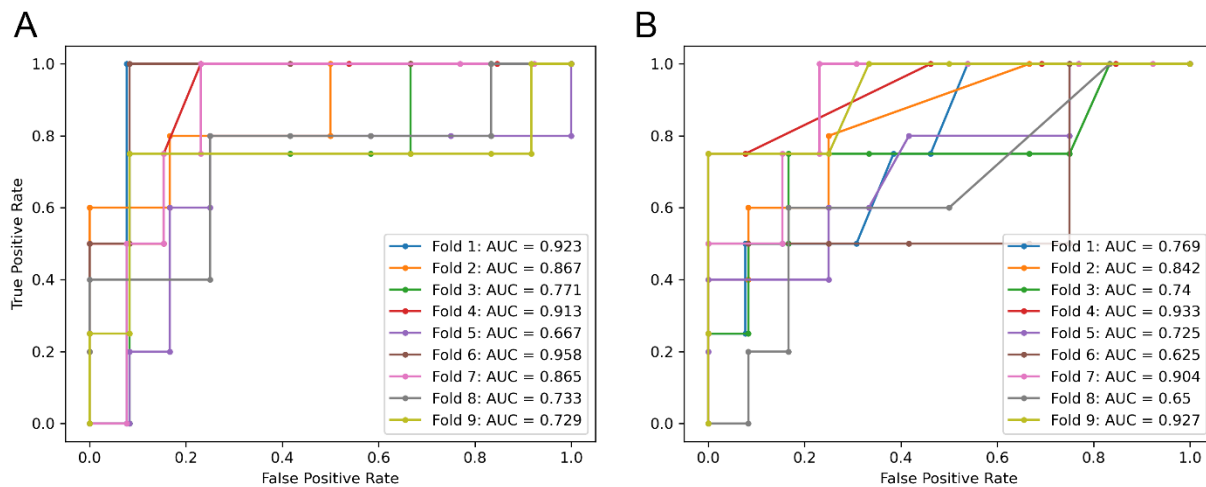 A
True Positive Rate
1.0
0.8
0.6
0.4
0.2
0.0
Fold 1: AUC = 0.923
Fold 2: AUC = 0.867
Fold 3: AUC = 0.771
Fold 4: AUC = 0.913
Fold 5: AUC = 0.667
Fold 6: AUC = 0.958
Fold 7: AUC = 0.865
Fold 8: AUC = 0.733
Fold 9: AUC = 0.729
0.0 0.2 0.4 0.6 0.8 1.0
False Positive Rate
B
1.0
0.8
0.6
0.4
0.2
0.0
Fold 1: AUC = 0.769
Fold 2: AUC = 0.842
Fold 3: AUC = 0.74
Fold 4: AUC = 0.933
Fold 5: AUC = 0.725
Fold 6: AUC = 0.625
Fold 7: AUC = 0.904
Fold 8: AUC = 0.65
Fold 9: AUC = 0.927
0.0 0.2 0.4 0.6 0.8 1.0
False Positive Rate